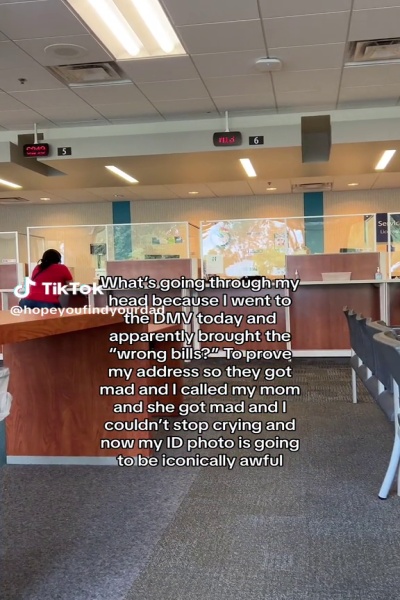 5
6
Service
TikTok
@hopeyoufindyourdad
What's going through my
head because I went to
the DMV today and
apparently brought the
"wrong bills?" To prove
my address so they got
mad and I called my mom
and she got mad and I
couldn't stop crying and
now my ID photo is going
to be iconically awful